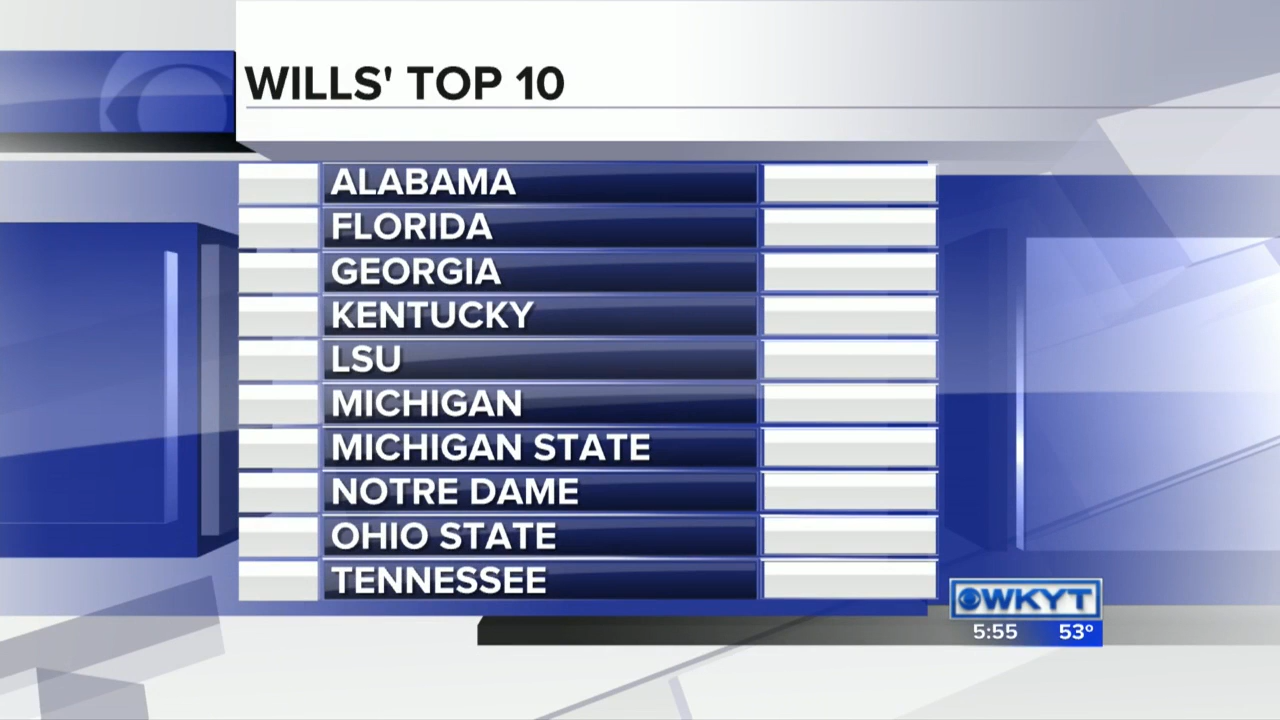 WILLS' TOP 10
ALABAMA
FLORIDA
GEORGIA
KENTUCKY
LSU
MICHIGAN
MICHIGAN STATE
NOTRE DAME
OHIO STATE
TENNESSEE
WKYT
5:55 53°